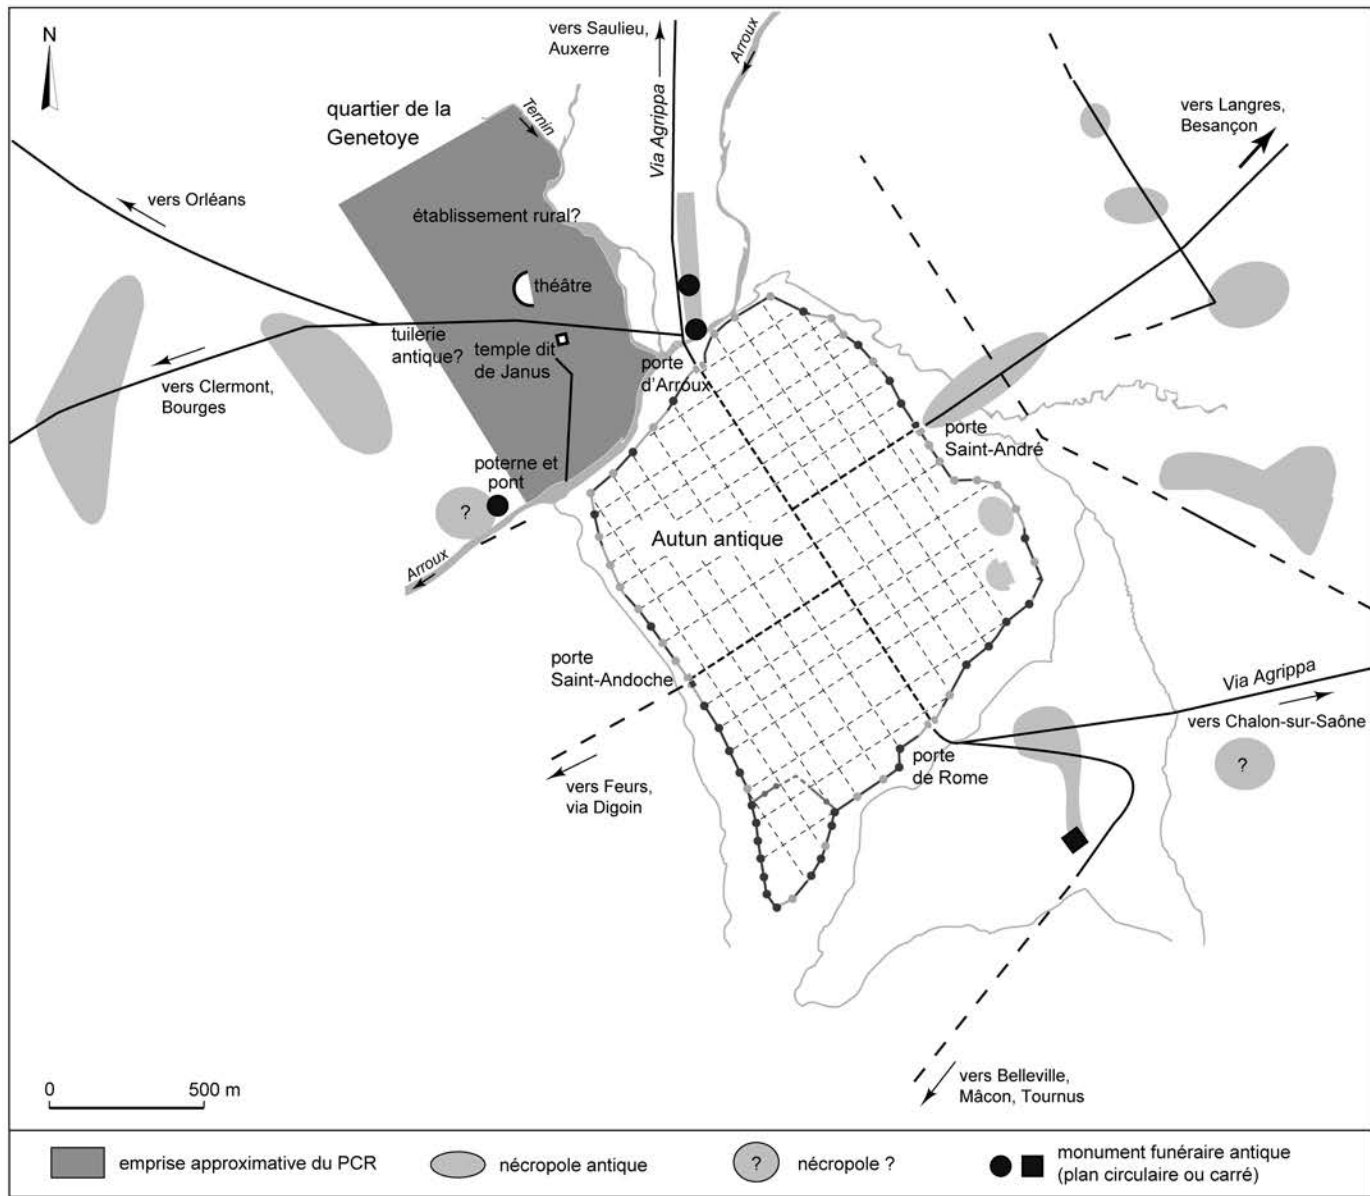 N
vers Saulieu,
Auxerre
Arroux
Via Agrippa
vers Langres,
Besançon
quartier de la
Genetoye
Ternin
vers Orléans
établissement rural?
théâtre
tuilerie
antique?
temple dit
de Janus
porte
d'Arroux
vers Clermont,
Bourges
porte
Saint-André
poterne et
pont
?
Arroux
Autun antique
porte
Saint-Andoche
Via Agrippa
vers Chalon-sur-Saône
?
porte
de Rome
vers Feurs,
via Digoin
vers Belleville,
Mâcon, Tournus
0 500 m
emprise approximative du PCR
nécropole antique
?
nécropole ?
monument funéraire antique
(plan circulaire ou carré)